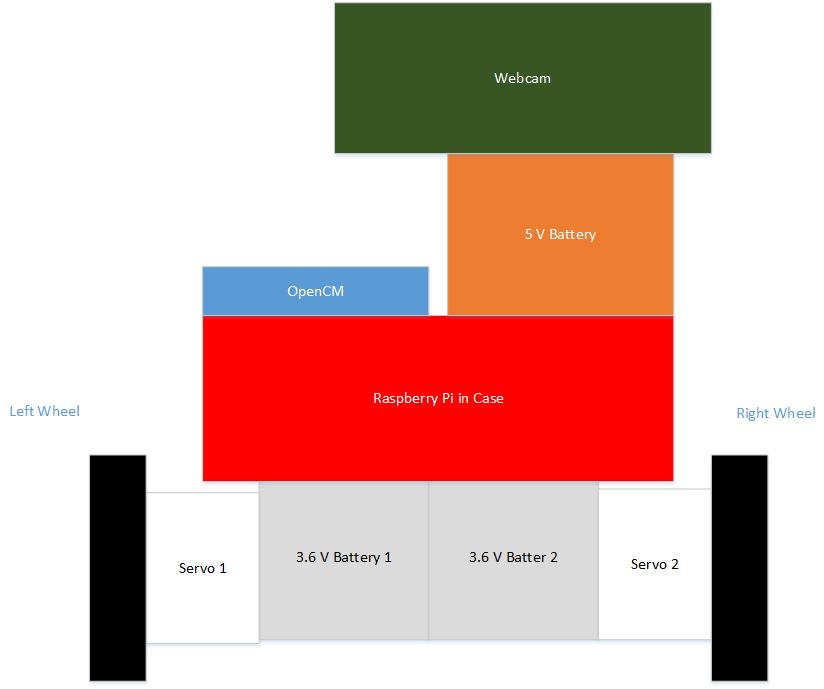 Webcam
5 V Battery
OpenCM
Raspberry Pi in Case
Left Wheel
Right Wheel
3.6 V Battery 1
3.6 V Batter 2
Servo 1
Servo 2